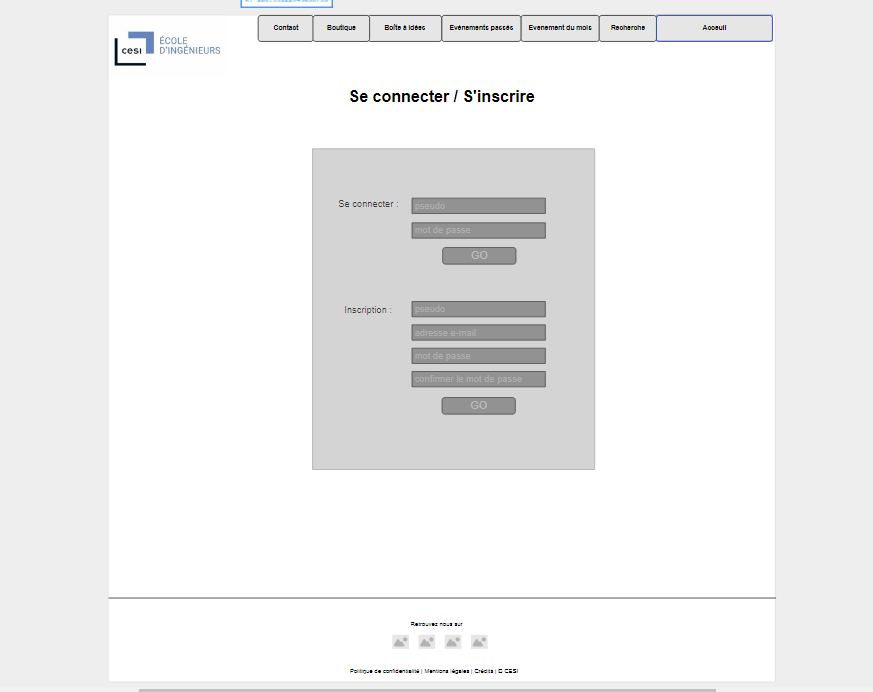 Contact Boutique Boîte à idées Evénements passés Evenement du mois Recherche Acceuil
cesi ÉCOLE
D'INGÉNIEURS
Se connecter / S'inscrire
Se connecter : pseudo
mot de passe
GO
Inscription : pseudo
adresse e-mail
mot de passe
confirmer le mot de passe
GO
Retrouvez nous sur
Politique de confidentialité | Mentions légales | Crédits | © CESI